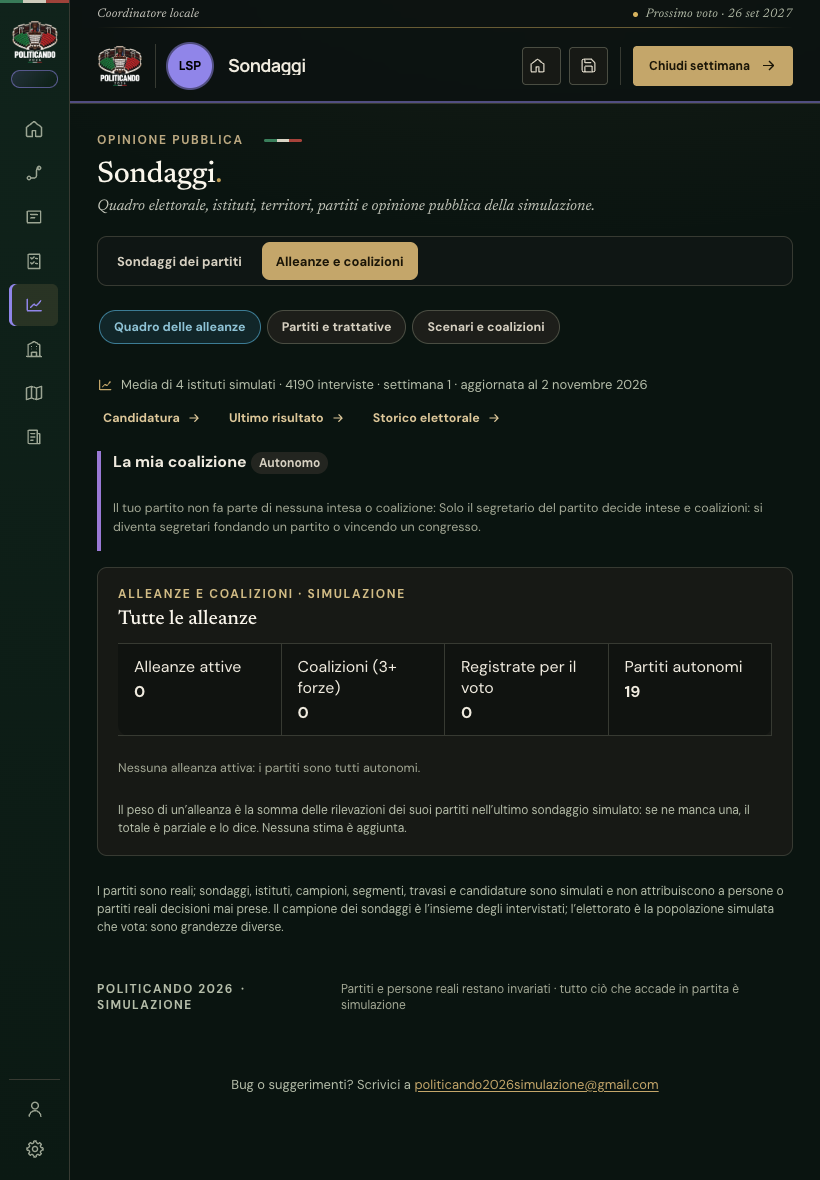 Coordinatore locale
Prossimo voto · 26 set 2027
POLITICANDO
POLITICANDO
LSP
Sondaggi
Chiudi settimana →
OPINIONE PUBBLICA
Sondaggi.
Quadro elettorale, istituti, territori, partiti e opinione pubblica della simulazione.
Sondaggi dei partiti
Alleanze e coalizioni
Quadro delle alleanze
Partiti e trattative
Scenari e coalizioni
Media di 4 istituti simulati · 4190 interviste · settimana 1 · aggiornata al 2 novembre 2026
Candidatura →
Ultimo risultato →
Storico elettorale →
La mia coalizione
Autonomo
Il tuo partito non fa parte di nessuna intesa o coalizione: Solo il segretario del partito decide intese e coalizioni: si
diventa segretari fondando un partito o vincendo un congresso.
ALLEANZE E COALIZIONI · SIMULAZIONE
Tutte le alleanze
Alleanze attive
0
Coalizioni (3+
forze)
0
Registrate per il
voto
0
Partiti autonomi
19
Nessuna alleanza attiva: i partiti sono tutti autonomi.
Il peso di un’alleanza è la somma delle rilevazioni dei suoi partiti nell’ultimo sondaggio simulato: se ne manca una, il
totale è parziale e lo dice. Nessuna stima è aggiunta.
I partiti sono reali; sondaggi, istituti, campioni, segmenti, travasi e candidature sono simulati e non attribuiscono a persone o
partiti reali decisioni mai prese. Il campione dei sondaggi è l’insieme degli intervistati; l’elettorato è la popolazione simulata
che vota: sono grandezze diverse.
POLITICANDO 2026 ·
SIMULAZIONE
Partiti e persone reali restano invariati · tutto ciò che accade in partita è
simulazione
Bug o suggerimenti? Scrivici a politicando2026simulazione@gmail.com